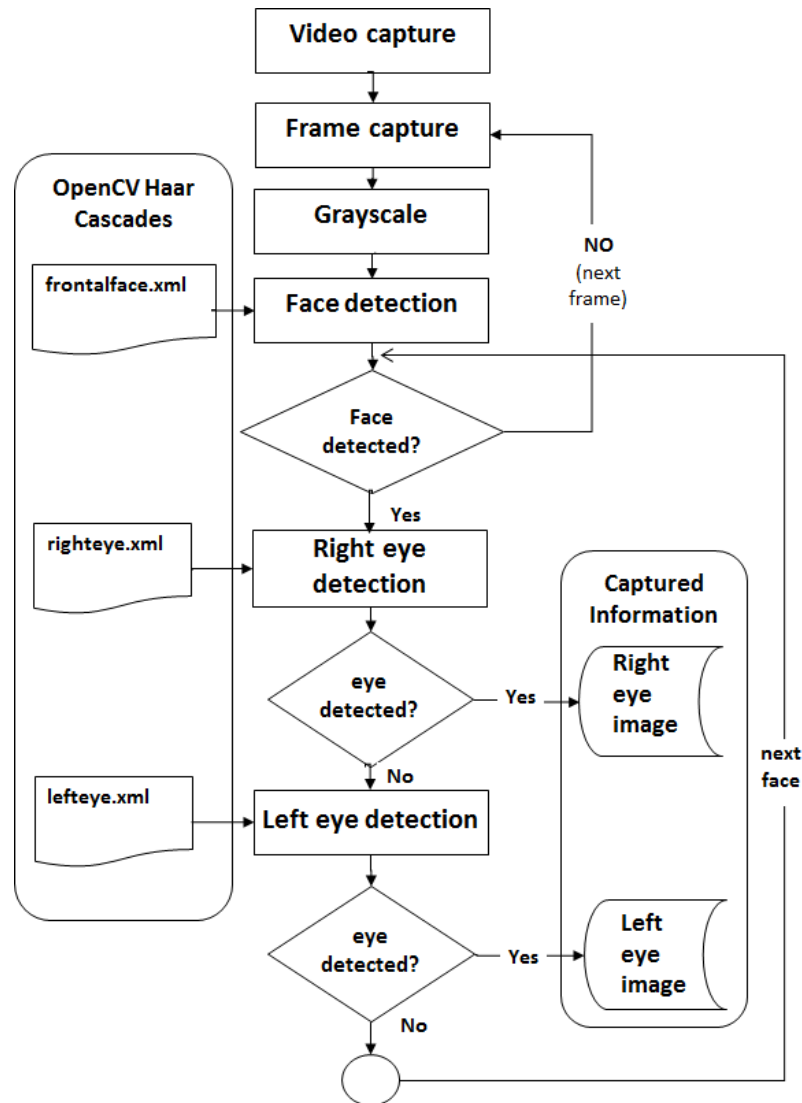 Video capture
Frame capture
OpenCV Haar
Cascades
Grayscale
NO
(next
frame)
frontalface.xml
Face detection
Face
detected?
Yes
righteye.xml
Right eye
detection
Captured
Information
eye
detected?
Yes
Right
eye
image
No
next
face
lefteye.xml
Left eye detection
eye
detected?
Yes
Left
eye
image
No